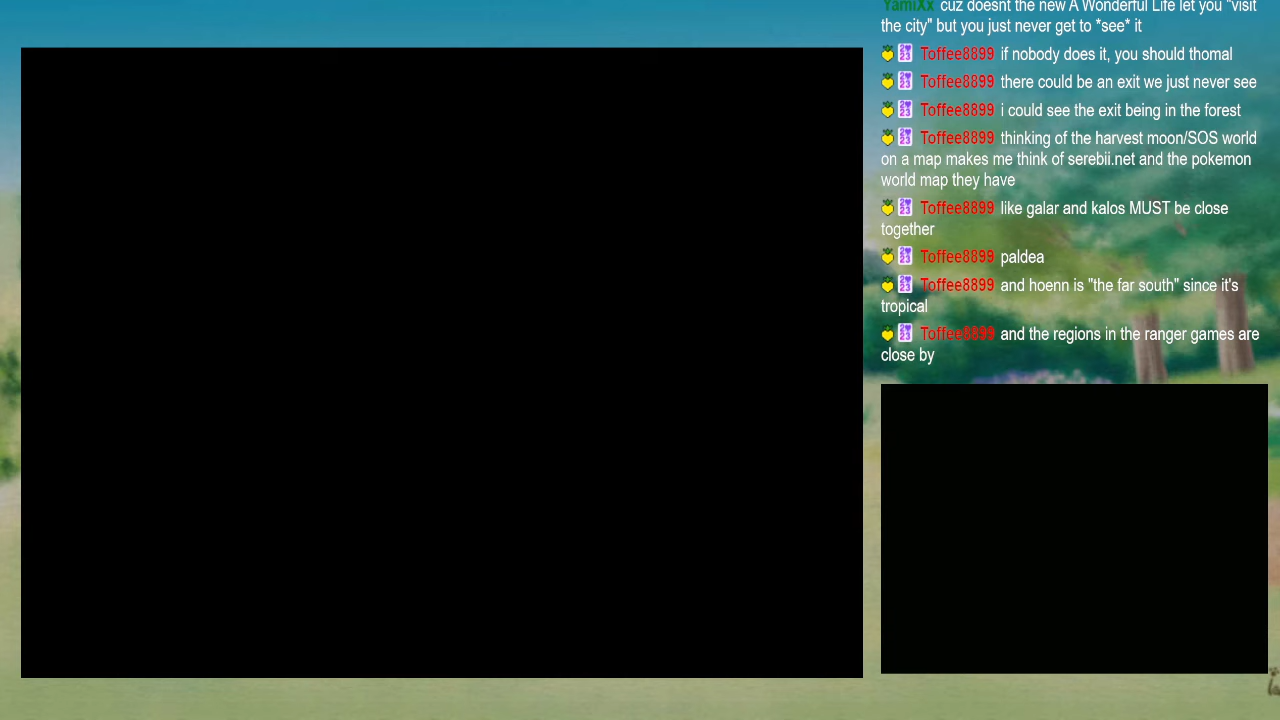 YamiXx cuz doesnt the new A Wonderful Life let you "visit
the city" but you just never get to *see* it
Toffee8899 if nobody does it, you should thomal
Toffee8899 there could be an exit we just never see
Toffee8899 i could see the exit being in the forest
Toffee8899 thinking of the harvest moon/SOS world
on a map makes me think of serebii.net and the pokemon
world map they have
Toffee8899 like galar and kalos MUST be close
together
Toffee8899 paldea
Toffee8899 and hoenn is "the far south" since it's
tropical
Toffee8899 and the regions in the ranger games are
close by